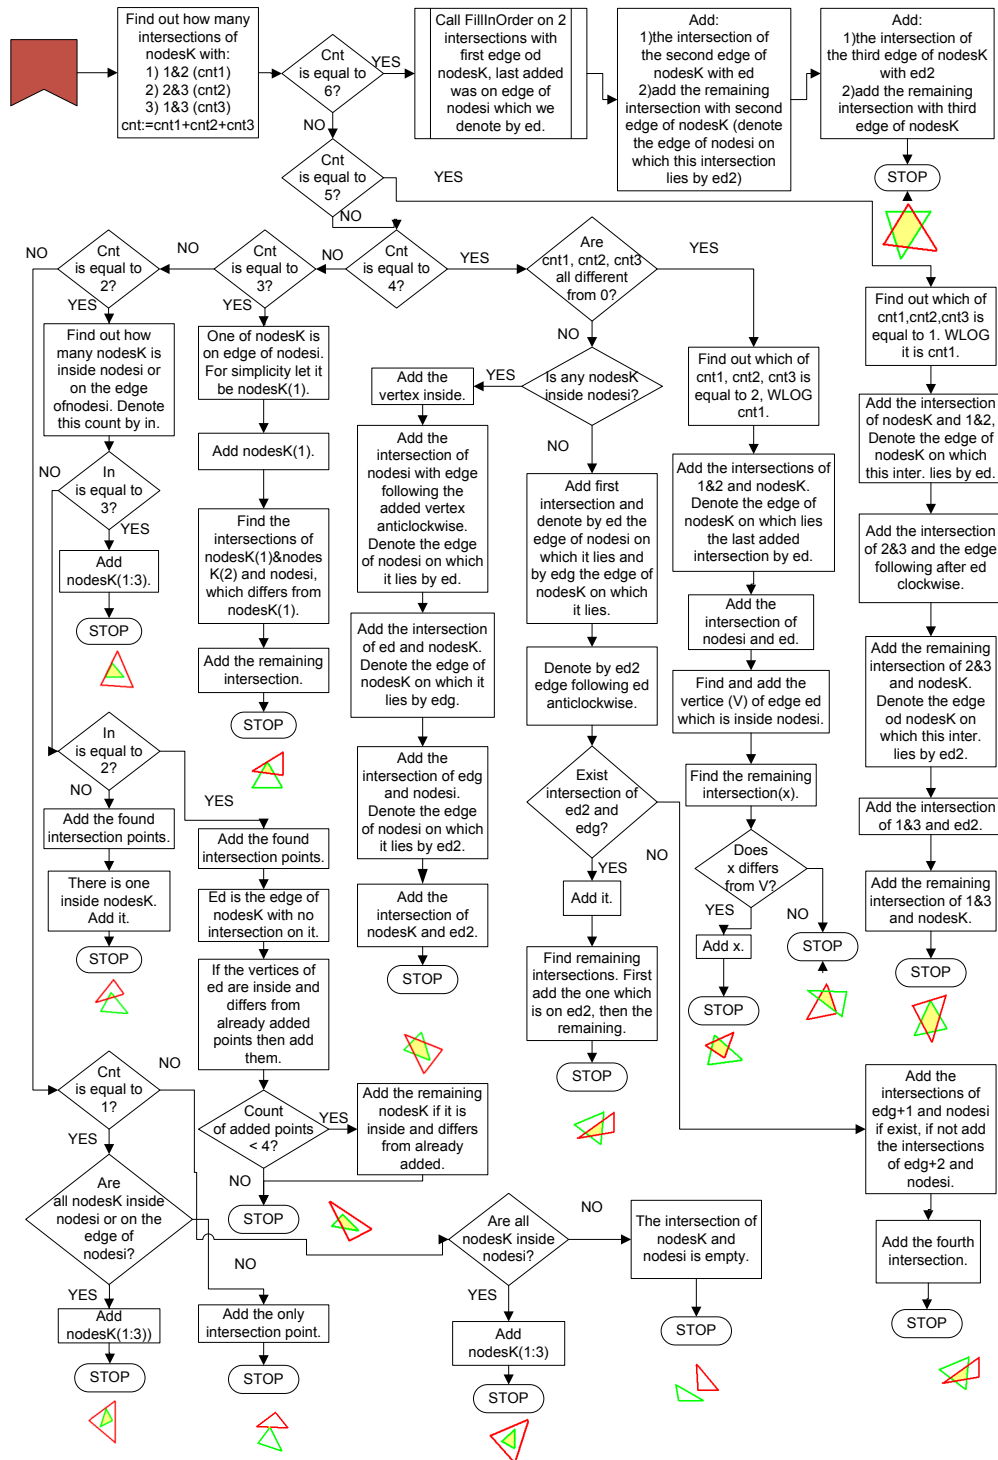 Find out how many
intersections of
nodesK with:
1) 1&2 (cnt1)
2) 2&3 (cnt2)
3) 1&3 (cnt3)
cnt:=cnt1+cnt2+cnt3
Cnt
is equal to
6?
YES
NO
Call FillInOrder on 2
intersections with
first edge od
nodesK, last added
was on edge of
nodesi which we
denote by ed.
Add:
1)the intersection of
the second edge of
nodesK with ed
2)add the remaining
intersection with second
edge of nodesK (denote
the edge of nodesi on
which this intersection
lies by ed2)
Add:
1)the intersection of
the third edge of nodesK
with ed2
2)add the remaining
intersection with third
edge of nodesK
STOP
Cnt
is equal to
5?
YES
NO
Cnt
is equal to
4?
NO
YES
Cnt
is equal to
3?
NO
YES
Cnt
is equal to
2?
NO
YES
Are
cnt1, cnt2, cnt3
all different
from 0?
YES
NO
Find out which of
cnt1,cnt2,cnt3 is
equal to 1. WLOG
it is cnt1.
Add the intersection
of nodesK and 1&2,
Denote the edge of
nodesK on which
this inter. lies by ed.
Add the intersection
of 2&3 and the edge
following after ed
clockwise.
Add the remaining
intersection of 2&3
and nodesK.
Denote the edge
od nodesK on
which this inter.
lies by ed2.
Add the intersection
of 1&3 and ed2.
Add the remaining
intersection of 1&3
and nodesK.
STOP
Find out which of
cnt1, cnt2, cnt3 is
equal to 2, WLOG
cnt1.
Add the intersections of
1&2 and nodesK.
Denote the edge of
nodesK on which lies
the last added
intersection by ed.
Add the
intersection of
nodesi and ed.
Find and add the
vertice (V) of edge ed
which is inside nodesi.
Find the remaining
intersection(x).
Does
x differs
from V?
YES
NO
Add x.
STOP
STOP
Is any nodesK
inside nodesi?
YES
NO
Add the
vertex inside.
Add the
intersection of
nodesi with edge
following the
added vertex
anticlockwise.
Denote the edge of
nodesi on which
it lies by ed.
Add the intersection
of ed and nodesK.
Denote the edge of
nodesK on which it
lies by edg.
Add the
intersection of edg
and nodesi.
Denote the edge
of nodesi on which
it lies by ed2.
Add the
intersection of
nodesK and ed2.
STOP
Add first
intersection and
denote by ed the
edge of nodesi on
which it lies and
by edg the edge of
nodesK on which
it lies.
Denote by ed2
edge following ed
anticlockwise.
Exist
intersection of
ed2 and
edg?
YES
NO
Add it.
Find remaining
intersections. First
add the one which
is on ed2, then the
remaining.
STOP
Add the
intersections of
edg+1 and nodesi
if exist, if not add
the intersections
of edg+2 and
nodesi.
Add the fourth
intersection.
STOP
One of nodesK is
on edge of nodesi.
For simplicity let it
be nodesK(1).
Add nodesK(1).
Find the
intersections of
nodesK(1)&nodes
K(2) and nodesi,
which differs from
nodesK(1).
Add the remaining
intersection.
STOP
Find out how
many nodesK is
inside nodesi or
on the edge
ofnodesi. Denote
this count by in.
In
is equal to
3?
NO
YES
Add
nodesK(1:3).
STOP
In
is equal to
2?
NO
YES
Add the found
intersection points.
There is one
inside nodesK.
Add it.
STOP
Add the found
intersection points.
Ed is the edge of
nodesK with no
intersection on it.
If the vertices of
ed are inside and
differs from
already added
points then add
them.
Count
of added points
< 4?
YES
NO
Add the remaining
nodesK if it is
inside and differs
from already
added.
STOP
Cnt
is equal to
1?
NO
YES
Are
all nodesK inside
nodesi or on the
edge of
nodesi?
NO
YES
Add
nodesK(1:3))
STOP
Add the only
intersection point.
STOP
Are all
nodesK inside
nodesi?
NO
YES
Add
nodesK(1:3)
STOP
The intersection of
nodesK and
nodesi is empty.
STOP